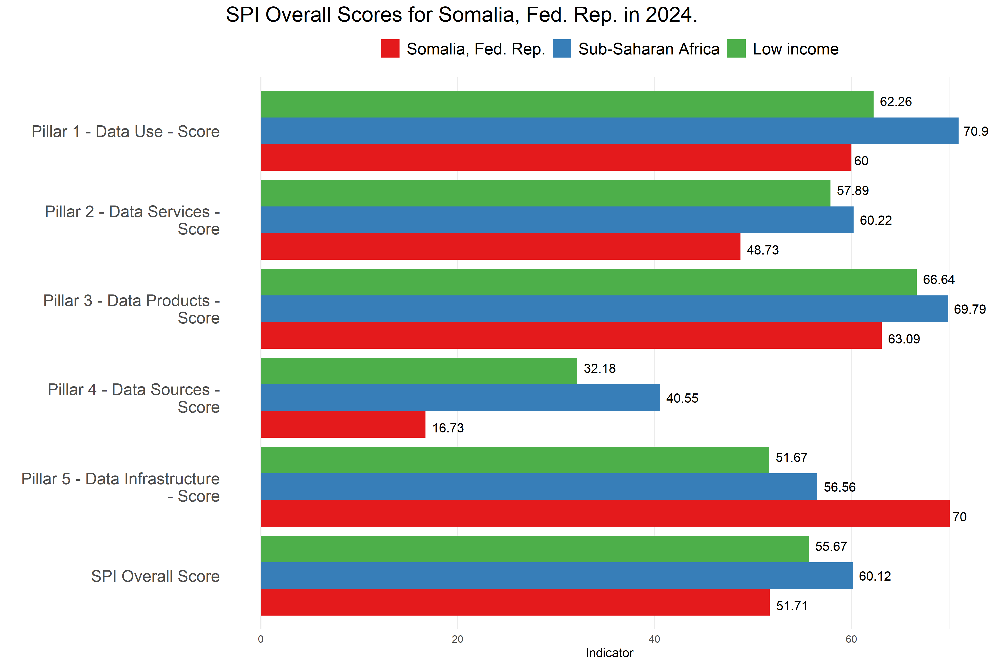 SPI Overall Scores for Somalia, Fed. Rep. in 2024.
Somalia, Fed. Rep. Sub-Saharan Africa Low income
Pillar 1 - Data Use - Score
62.26
70.9
60
Pillar 2 - Data Services -
Score
57.89
60.22
48.73
Pillar 3 - Data Products -
Score
66.64
69.79
63.09
Pillar 4 - Data Sources -
Score
32.18
40.55
16.73
Pillar 5 - Data Infrastructure
- Score
51.67
56.56
70
SPI Overall Score
55.67
60.12
51.71
0 20 40 60
Indicator